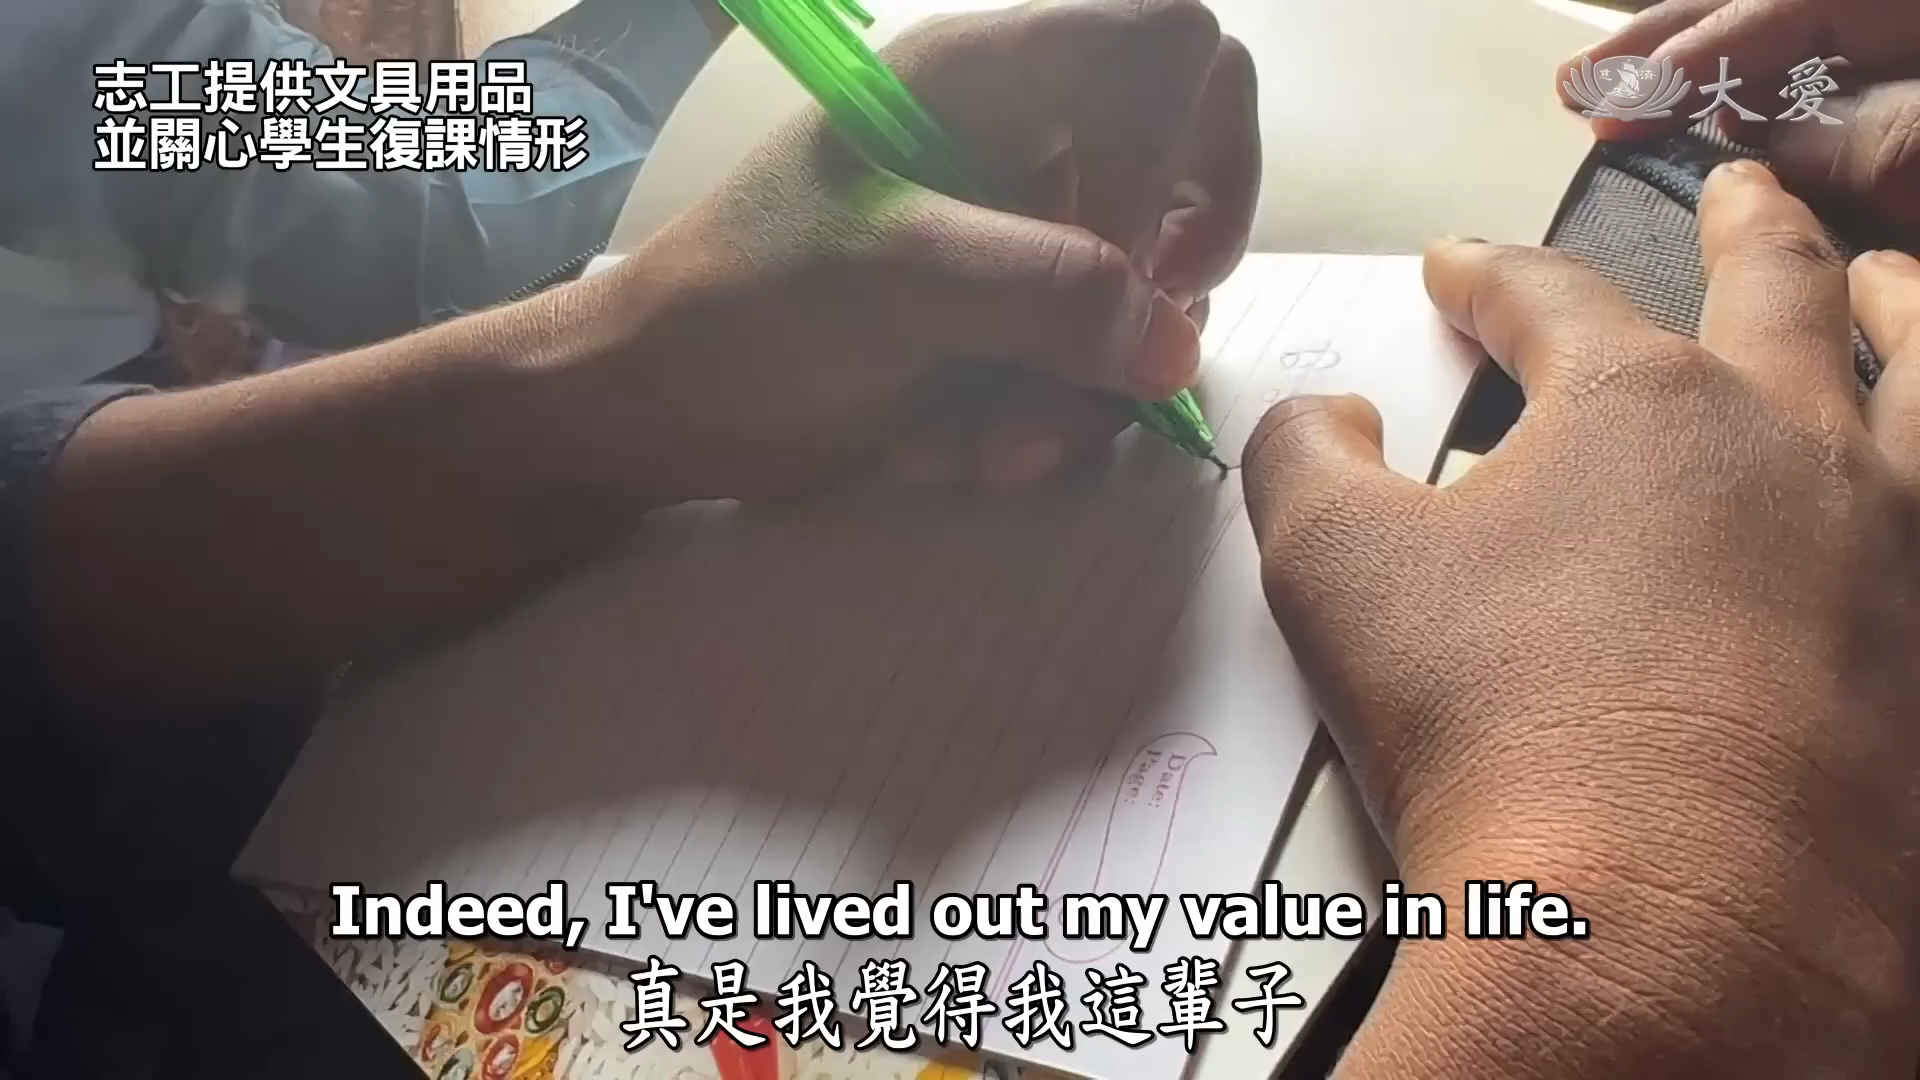 志工提供文具用品
並關心學生復課情形
慈 濟
大愛
Date:
Page:
Indeed, I've lived out my value in life.
真是我覺得我這輩子